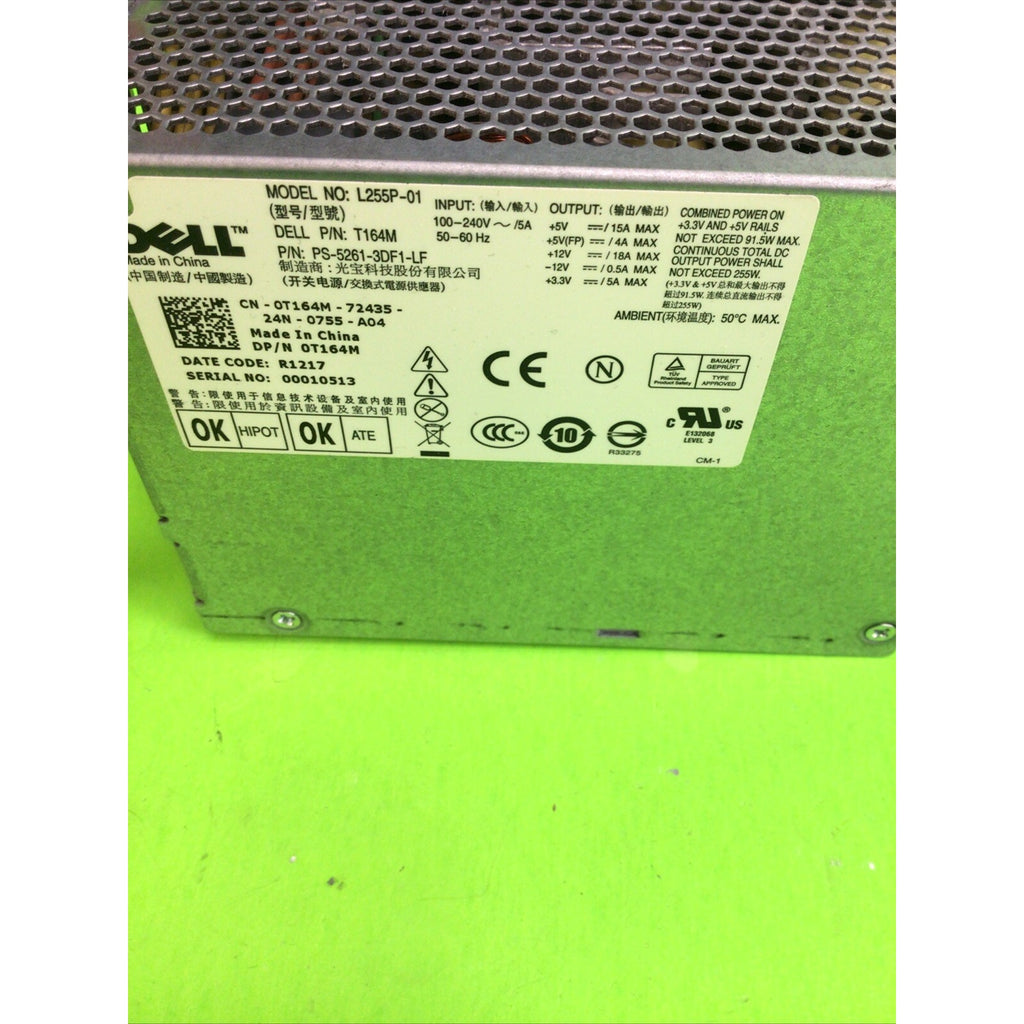 DELL™
Made in China
(中国制造/中國製造)
MODEL NO: L255P-01
(型号/型號)
DELL P/N: T164M
P/N: PS-5261-3DF1-LF
制造商:光宝科技股份有限公司
(开关电源/交換式電源供應器)
INPUT: (输入/輸入)
100-240V ~ /5A
50-60 Hz
OUTPUT: (输出/輸出)
+5V ⎓ / 15A MAX
+5V(FP) ⎓ / 4A MAX
+12V ⎓ / 18A MAX
-12V ⎓ / 0.5A MAX
+3.3V ⎓ / 5A MAX
COMBINED POWER ON
+3.3V AND +5V RAILS
NOT EXCEED 91.5W MAX.
CONTINUOUS TOTAL DC
OUTPUT POWER SHALL
NOT EXCEED 255W.
(+3.3V & +5V总和最大输出不得
超过91.5W, 连续总直流输出不得
超过255W)
AMBIENT(环境温度): 50°C MAX.
CN - 0T164M - 72435 -
24N - 0755 - A04
Made In China
DP/N 0T164M
DATE CODE: R1217
SERIAL NO: 00010513
警告:限使用于信息技术设备及室内使用
警告:限使用於資訊設備及室內使用
OK HIPOT OK ATE
CE
N
TÜV
Rheinland
Product Safety
BAUART
GEPRÜFT
TYPE
APPROVED
CCC
10
R33275
c RU ® US
E132068
LEVEL 3
CM-1